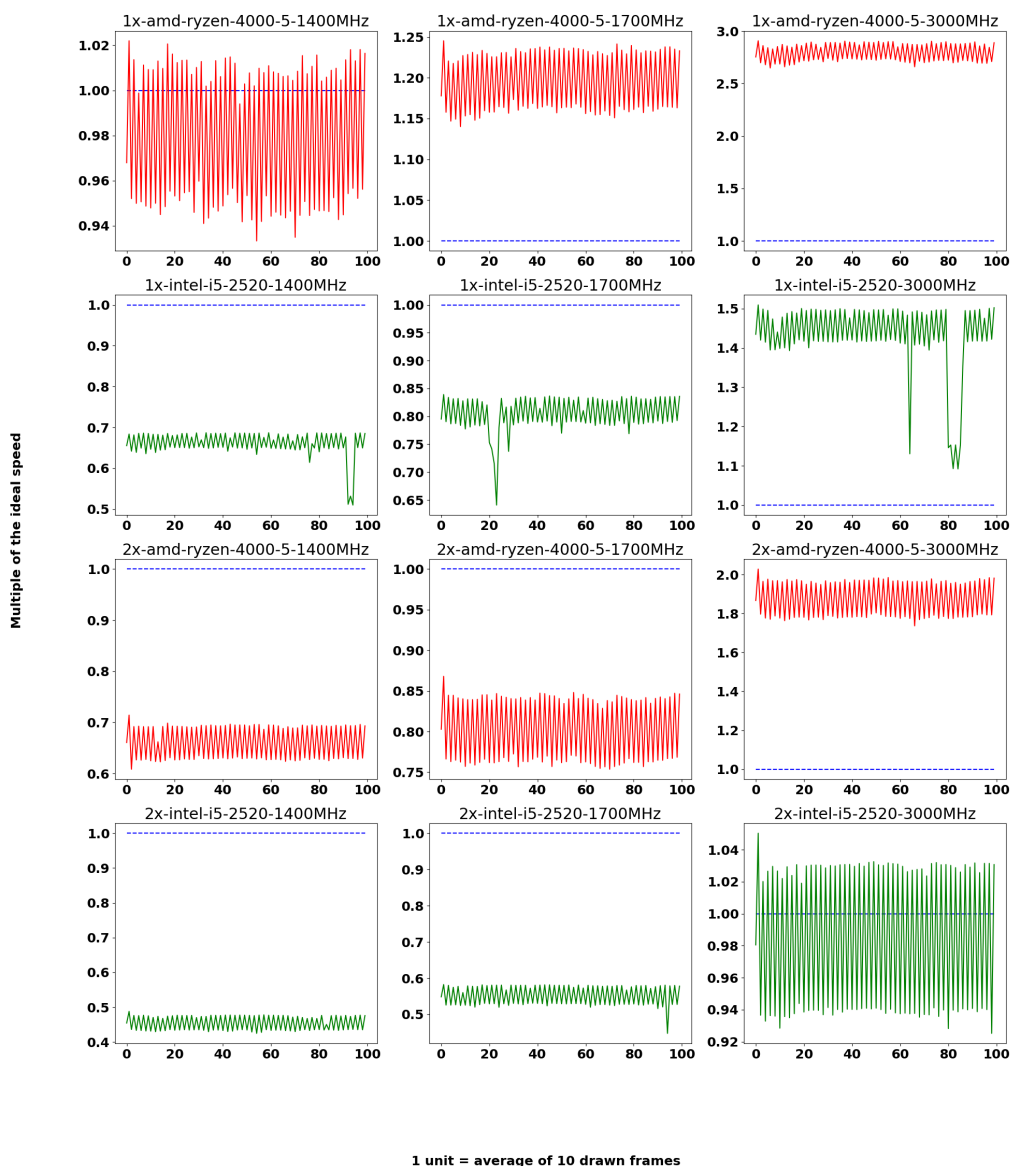 1x-amd-ryzen-4000-5-1400MHz
1.02
1.00
0.98
0.96
0.94
0 20 40 60 80 100
1x-amd-ryzen-4000-5-1700MHz
1.25
1.20
1.15
1.10
1.05
1.00
0 20 40 60 80 100
1x-amd-ryzen-4000-5-3000MHz
3.0
2.5
2.0
1.5
1.0
0 20 40 60 80 100
1x-intel-i5-2520-1400MHz
1.0
0.9
0.8
0.7
0.6
0.5
0 20 40 60 80 100
1x-intel-i5-2520-1700MHz
1.00
0.95
0.90
0.85
0.80
0.75
0.70
0.65
0 20 40 60 80 100
1x-intel-i5-2520-3000MHz
1.5
1.4
1.3
1.2
1.1
1.0
0 20 40 60 80 100
Multiple of the ideal speed
2x-amd-ryzen-4000-5-1400MHz
1.0
0.9
0.8
0.7
0.6
0 20 40 60 80 100
2x-amd-ryzen-4000-5-1700MHz
1.00
0.95
0.90
0.85
0.80
0.75
0 20 40 60 80 100
2x-amd-ryzen-4000-5-3000MHz
2.0
1.8
1.6
1.4
1.2
1.0
0 20 40 60 80 100
2x-intel-i5-2520-1400MHz
1.0
0.9
0.8
0.7
0.6
0.5
0.4
0 20 40 60 80 100
2x-intel-i5-2520-1700MHz
1.0
0.9
0.8
0.7
0.6
0.5
0 20 40 60 80 100
2x-intel-i5-2520-3000MHz
1.04
1.02
1.00
0.98
0.96
0.94
0.92
0 20 40 60 80 100
1 unit = average of 10 drawn frames